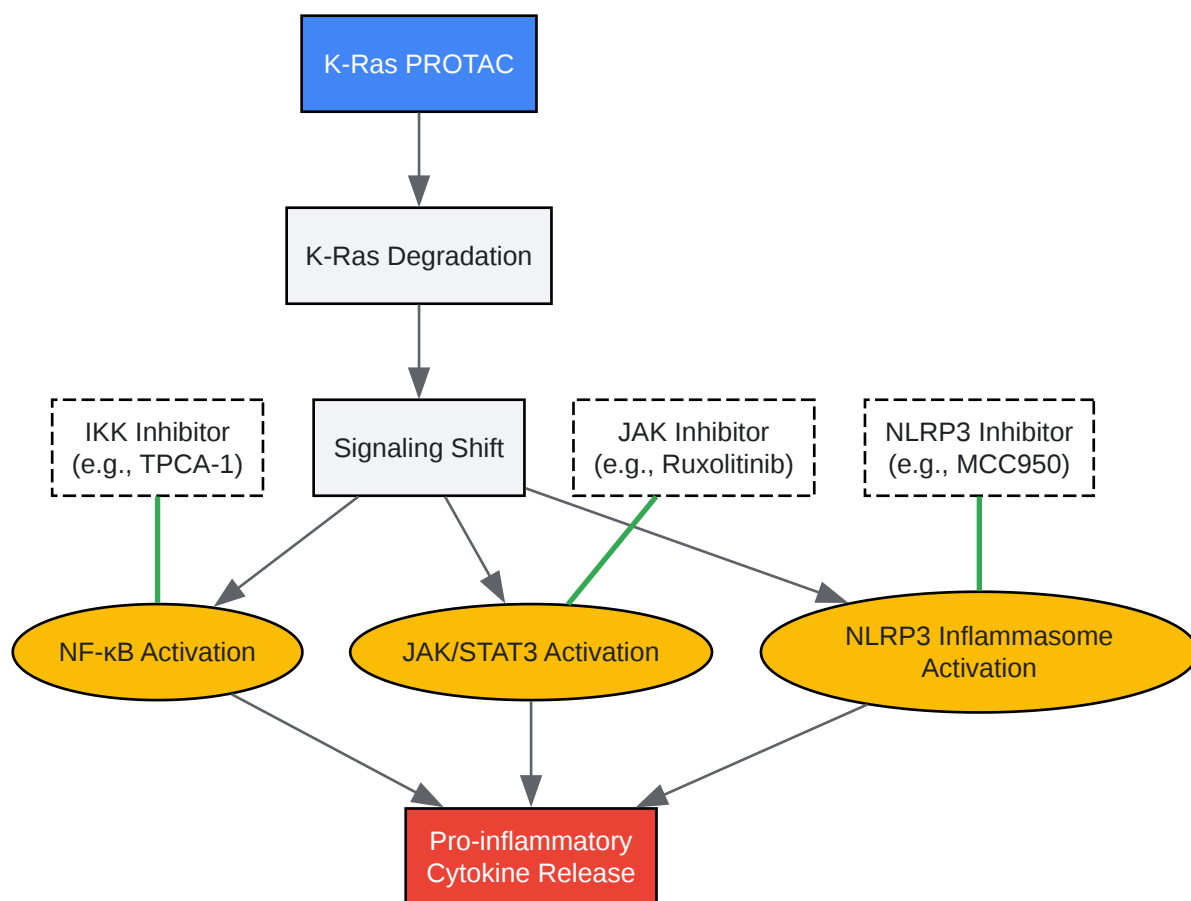 K-Ras PROTAC
K-Ras Degradation
IKK Inhibitor
(e.g., TPCA-1)
Signaling Shift
JAK Inhibitor
(e.g., Ruxolitinib)
NLRP3 Inhibitor
(e.g., MCC950)
NF-κB Activation
JAK/STAT3 Activation
NLRP3 Inflammasome
Activation
Pro-inflammatory
Cytokine Release